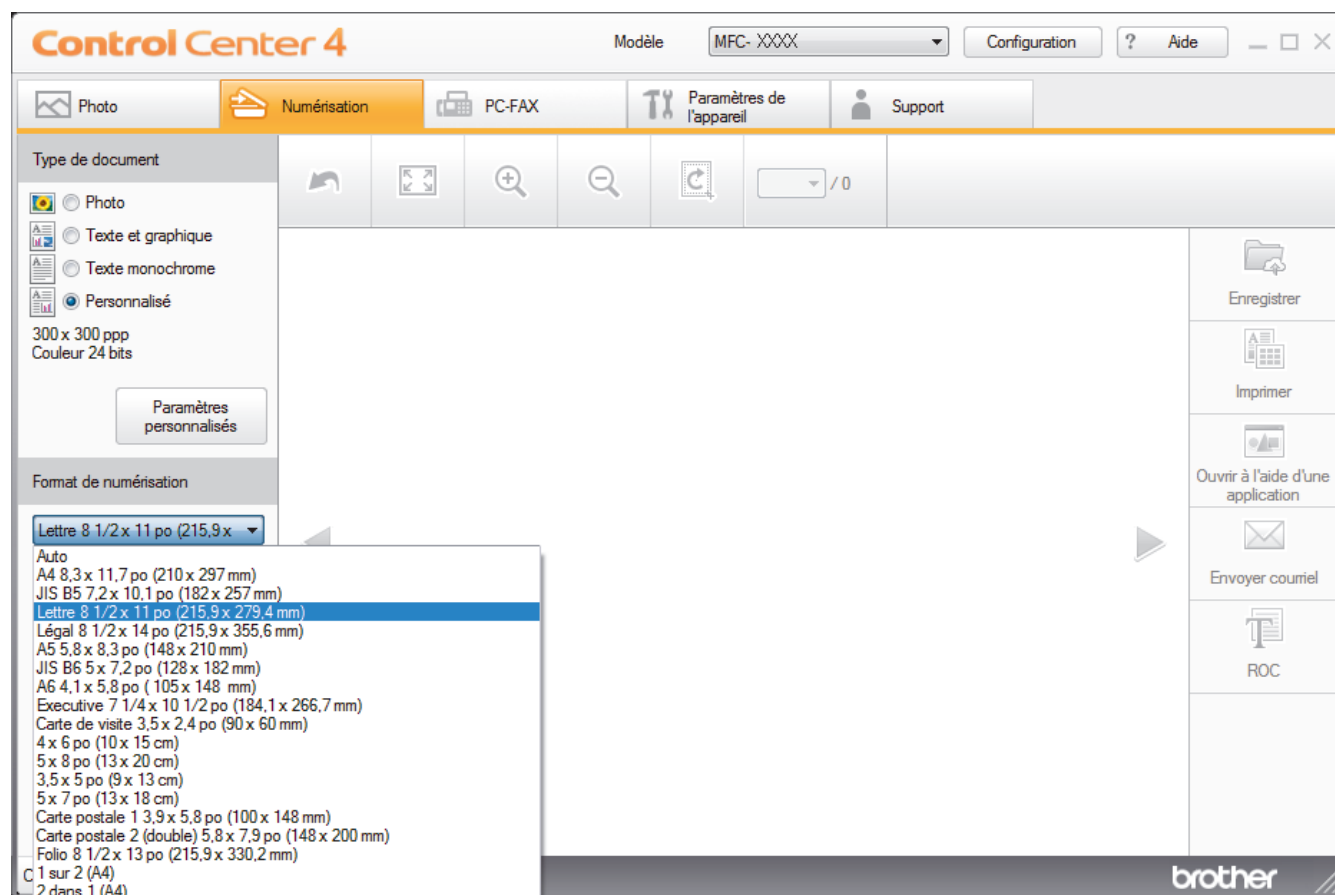 Control Center 4
Modèle
MFC- XXXX
Configuration
? Aide
Photo
Numérisation
PC-FAX
Paramètres de
l'appareil
Support
Type de document
Photo
Texte et graphique
Texte monochrome
Personnalisé
300 x 300 ppp
Couleur 24 bits
Paramètres
personnalisés
/ 0
Format de numérisation
Lettre 8 1/2 x 11 po (215,9 x
Auto
A4 8,3 x 11,7 po (210 x 297 mm)
JIS B5 7,2 x 10,1 po (182 x 257 mm)
Lettre 8 1/2 x 11 po (215,9 x 279,4 mm)
Légal 8 1/2 x 14 po (215,9 x 355,6 mm)
A5 5,8 x 8,3 po (148 x 210 mm)
JIS B6 5 x 7,2 po (128 x 182 mm)
A6 4,1 x 5,8 po ( 105 x 148 mm)
Executive 7 1/4 x 10 1/2 po (184,1 x 266,7 mm)
Carte de visite 3,5 x 2,4 po (90 x 60 mm)
4 x 6 po (10 x 15 cm)
5 x 8 po (13 x 20 cm)
3,5 x 5 po (9 x 13 cm)
5 x 7 po (13 x 18 cm)
Carte postale 1 3,9 x 5,8 po (100 x 148 mm)
Carte postale 2 (double) 5,8 x 7,9 po (148 x 200 mm)
Folio 8 1/2 x 13 po (215,9 x 330,2 mm)
1 sur 2 (A4)
2 dans 1 (A4)
Enregistrer
Imprimer
Ouvrir à l'aide d'une
application
Envoyer courriel
ROC
brother